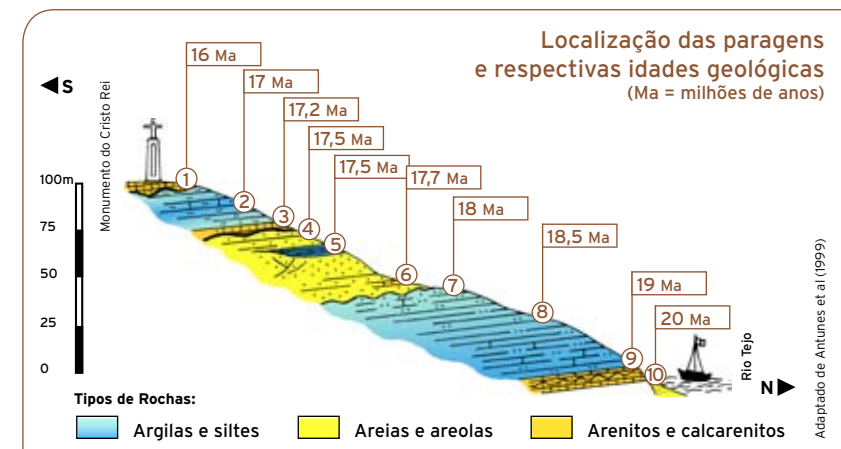 Localização das paragens
e respectivas idades geológicas
(Ma = milhões de anos)
S
Monumento do Cristo Rei
16 Ma
17 Ma
17,2 Ma
17,5 Ma
17,5 Ma
17,7 Ma
18 Ma
18,5 Ma
19 Ma
20 Ma
100m
75
50
25
0
1
2
3
4
5
6
7
8
9
10
Rio Tejo
N
Adaptado de Antunes et al (1999)
Tipos de Rochas:
Argilas e siltes
Areias e areolas
Arenitos e calcarenitos